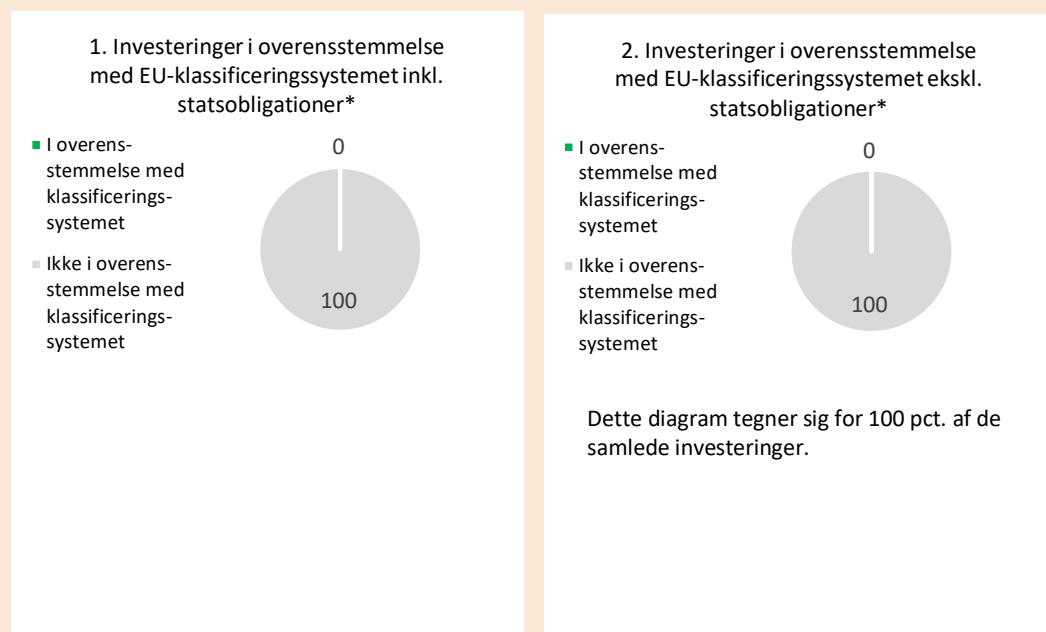 1. Investeringer i overensstemmelse
med EU-klassificeringssystemet inkl.
statsobligationer*
I overens-
stemmelse med
klassificerings-
systemet
Ikke i overens-
stemmelse med
klassificerings-
systemet
0
100
2. Investeringer i overensstemmelse
med EU-klassificeringssystemet ekskl.
statsobligationer*
I overens-
stemmelse med
klassificerings-
systemet
Ikke i overens-
stemmelse med
klassificerings-
systemet
0
100
Dette diagram tegner sig for 100 pct. af de
samlede investeringer.